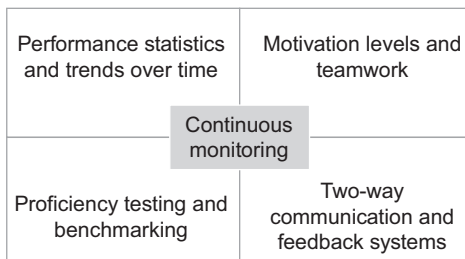 Performance statistics
and trends over time
Motivation levels and
teamwork
Continuous
monitoring
Proficiency testing and
benchmarking
Two-way
communication and
feedback systems